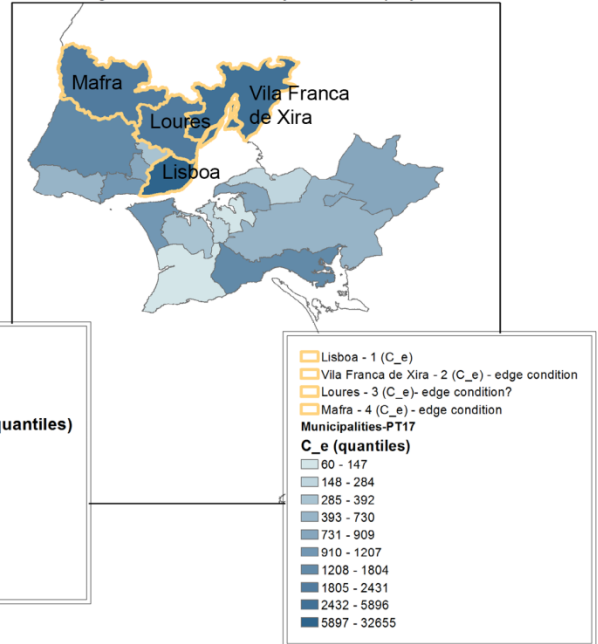 Mafra
Vila Franca
de Xira
Loures
Lisboa
uantiles)
Lisboa - 1 (C_e)
Vila Franca de Xira - 2 (C_e) - edge condition
Loures - 3 (C_e)- edge condition?
Mafra - 4 (C_e) - edge condition
Municipalities-PT17
C_e (quantiles)
60 - 147
148 - 284
285 - 392
393 - 730
731 - 909
910 - 1207
1208 - 1804
1805 - 2431
2432 - 5896
5897 - 32655